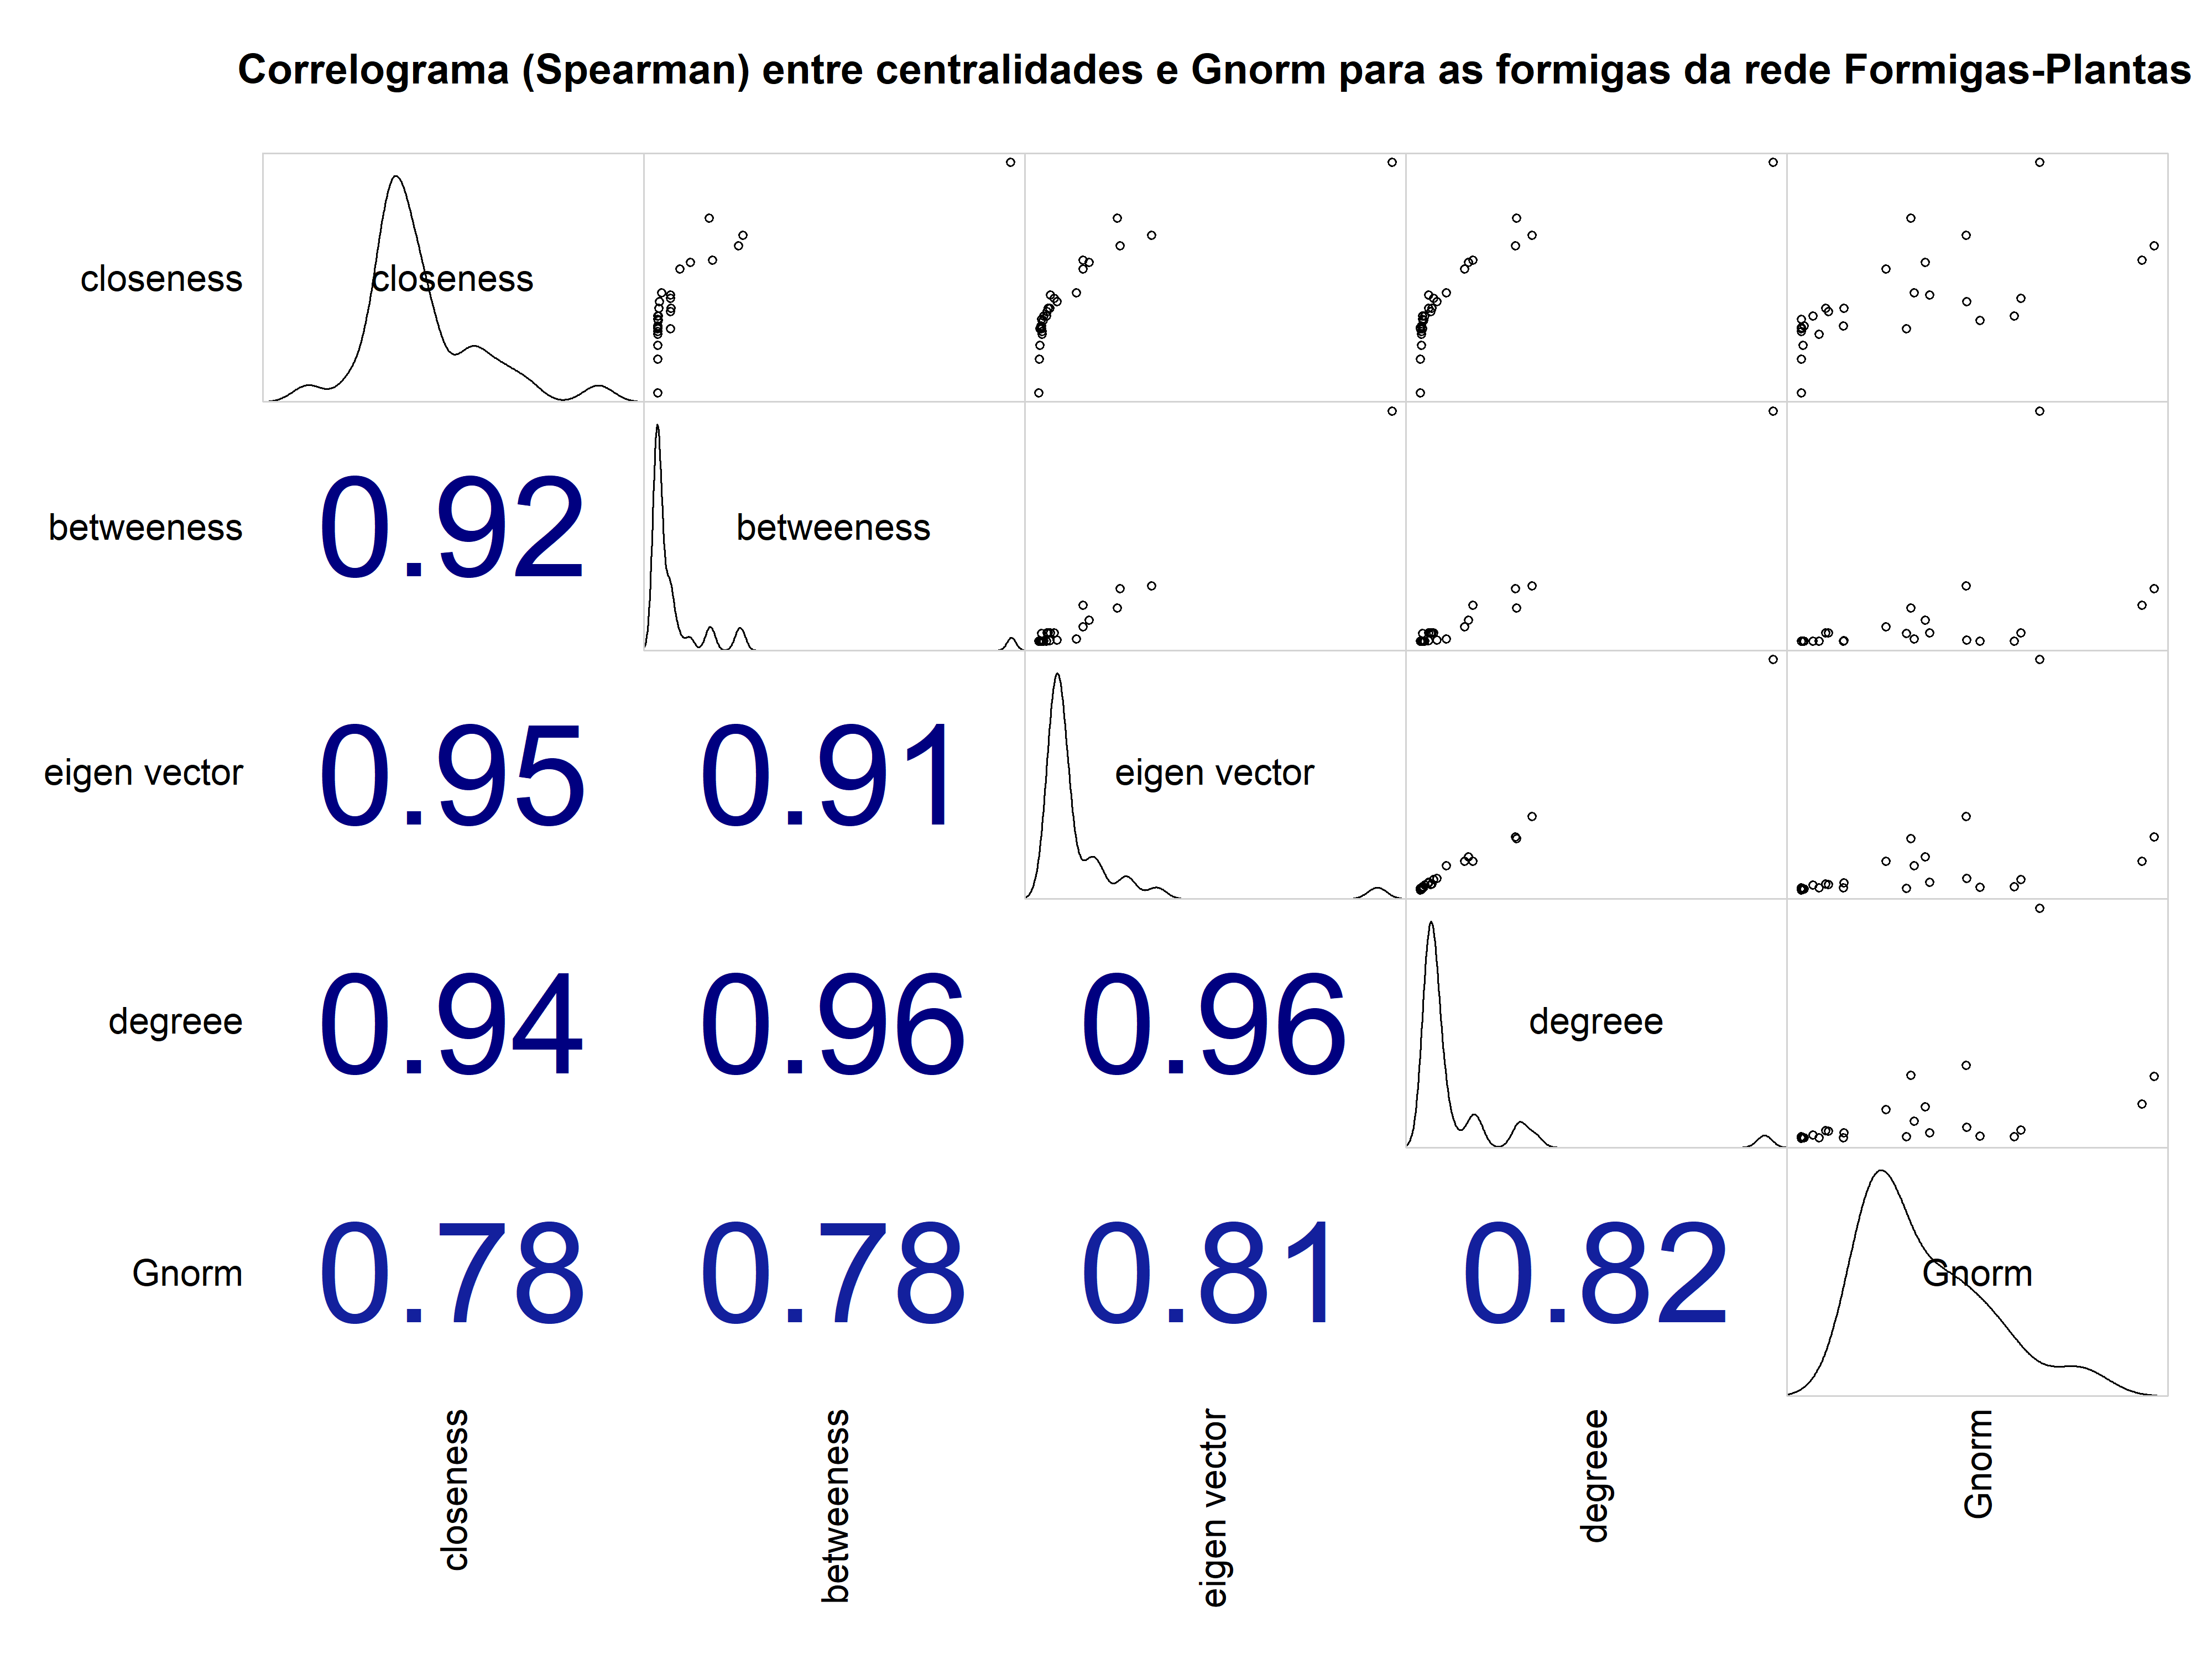 Correlograma (Spearman) entre centralidades e Gnorm para as formigas da rede Formigas-Plantas
closeness closeness
betweeness 0.92 betweeness
eigen vector 0.95 0.91 eigen vector
degreee 0.94 0.96 0.96 degreee
Gnorm 0.78 0.78 0.81 0.82 Gnorm
closeness betweeness eigen vector degreee Gnorm